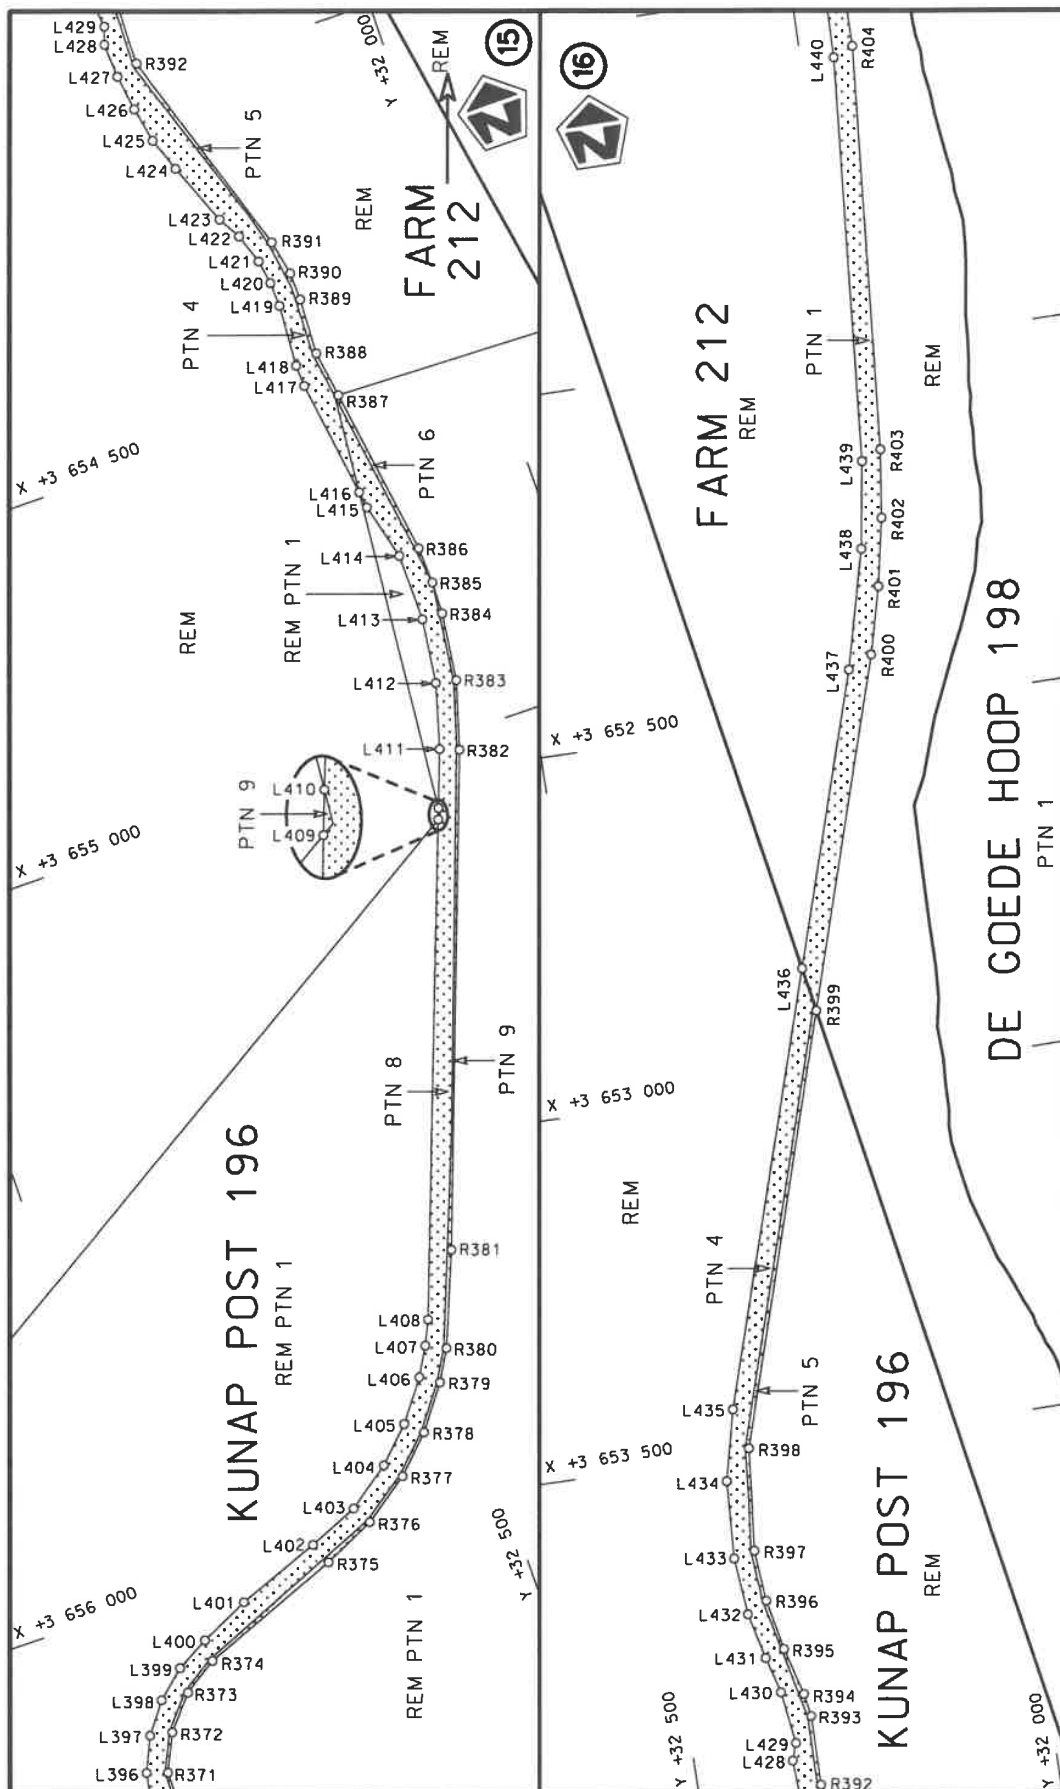 L429
L428
L427
L426
L425
L424
L423
L422
L421
L420
L419
L418
L417
L416
L415
L414
L413
L412
L411
L410
L409
L408
L407
L406
L405
L404
L403
L402
L401
L400
L399
L398
L397
L396
R392
R391
R390
R389
R388
R387
R386
R385
R384
R383
R382
R381
R380
R379
R378
R377
R376
R375
R374
R373
R372
R371
Y +32 000
REM
15
N
PTN 5
REM
FARM
212
PTN 4
X +3 654 500
PTN 6
REM PTN 1
REM
PTN 9
X +3 655 000
PTN 8
PTN 9
KUNAP POST 196
REM PTN 1
Y +32 500
X +3 656 000
REM PTN 1
16
N
L440
R404
FARM 212
REM
PTN 1
REM
L439
R403
L438
R402
R401
L437
R400
X +3 652 500
DE GOEDE HOOP 198
PTN 1
L436
R399
X +3 653 000
REM
PTN 4
PTN 5
L435
R398
X +3 653 500
L434
L433
R397
L432
R396
L431
R395
L430
R394
R393
L429
L428
R392
KUNAP POST 196
REM
Y +32 500
Y +32 000